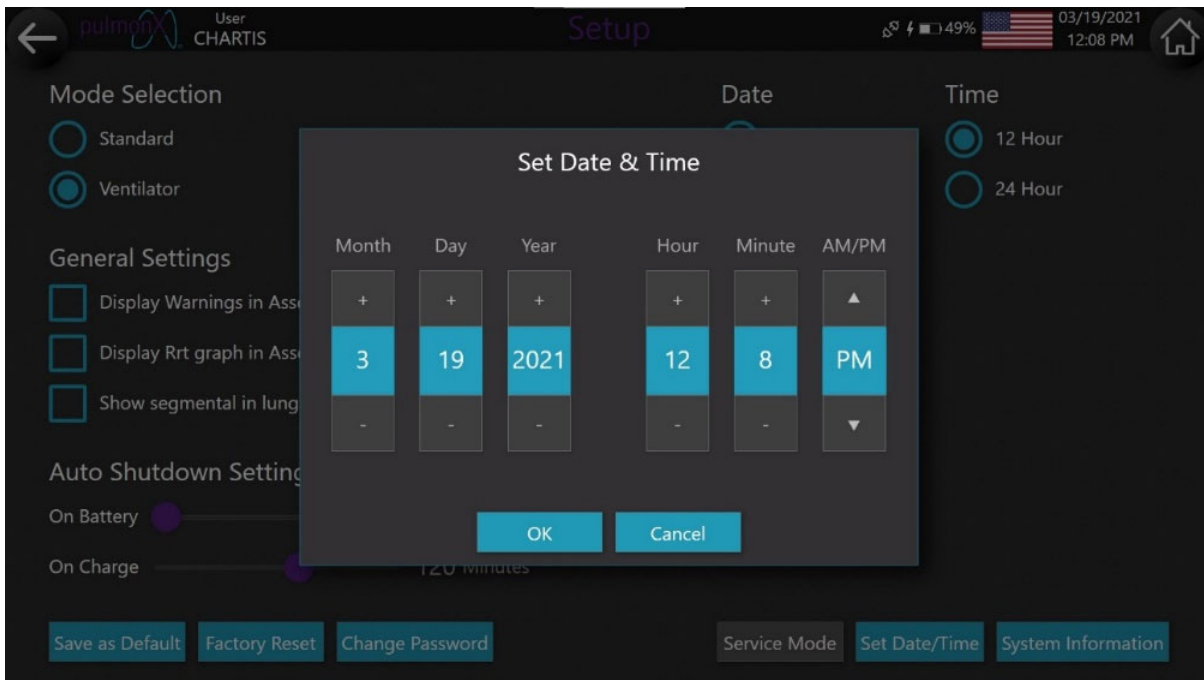 pulmonX
User
CHARTIS
Setup
49%
03/19/2021
12:08 PM
Mode Selection
Standard
Ventilator
Date
Time
12 Hour
24 Hour
Set Date & Time
Month Day Year Hour Minute AM/PM
+ + + + + ▲
3 19 2021 12 8 PM
- - - - - ▼
OK Cancel
General Settings
Display Warnings in
Display Rrt graph in
Show segmental in lung
Auto Shutdown
On Battery
On Charge 120 Minutes
Save as Default Factory Reset Change Password Service Mode Set Date/Time System Information